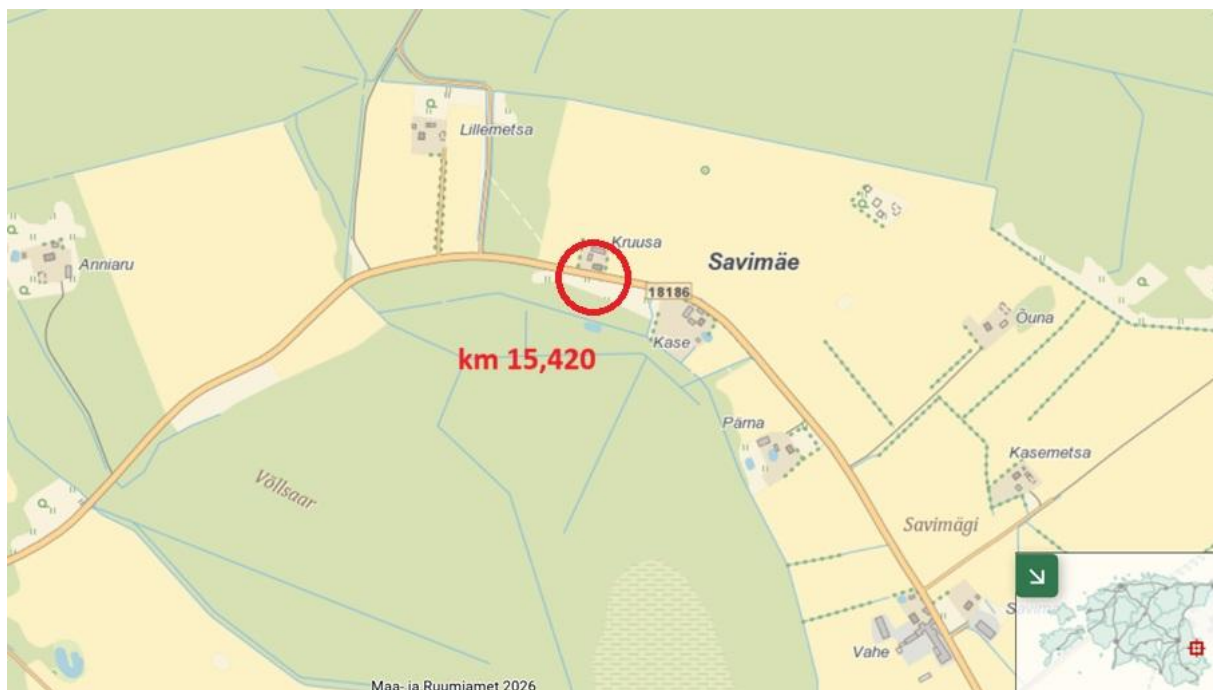 Lillemetsa
Anniaru
Kruusa
Savimäe
18186
Õuna
Kase
km 15,420
Pärna
Kasemetsa
Võllsaar
Savimägi
Vahe
Maa- ja Ruumiamet 2026